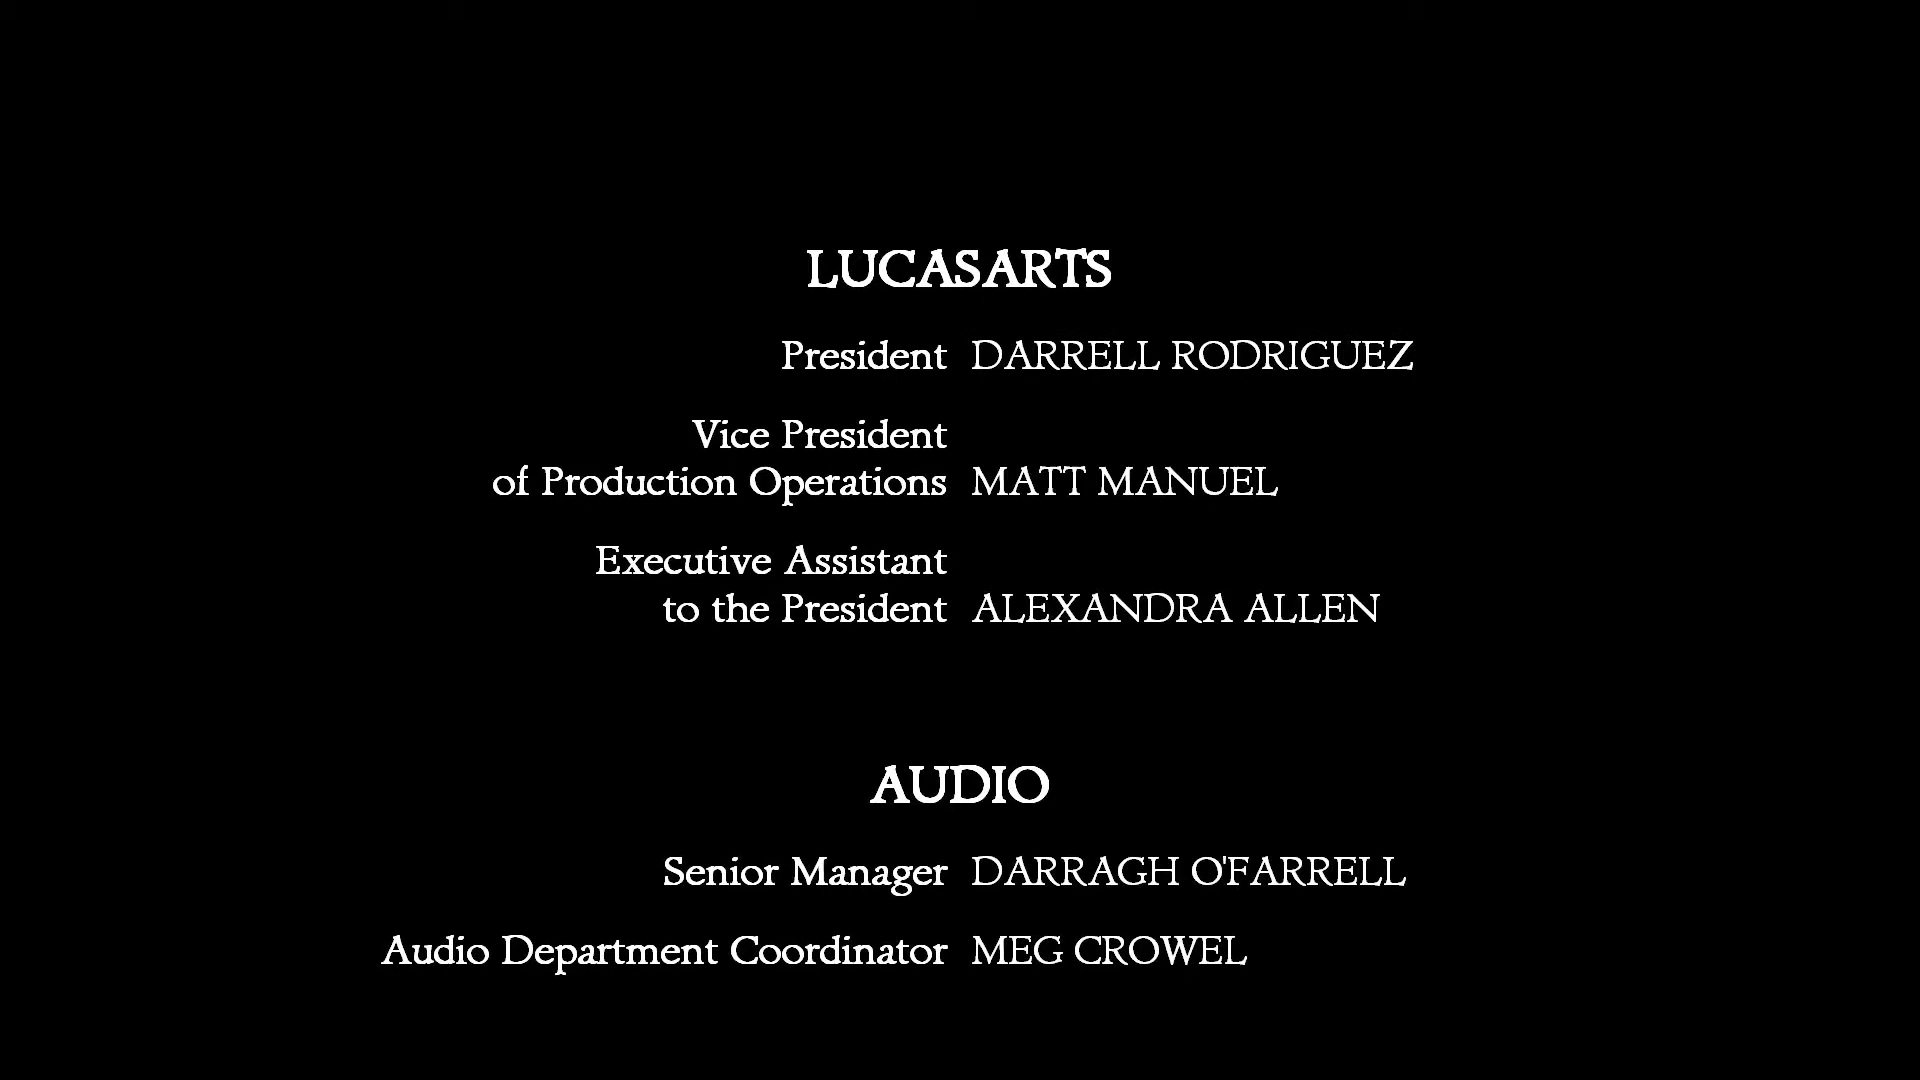 LUCASARTS
President DARRELL RODRIGUEZ
Vice President
of Production Operations MATT MANUEL
Executive Assistant
to the President ALEXANDRA ALLEN
AUDIO
Senior Manager DARRAGH O'FARRELL
Audio Department Coordinator MEG CROWEL